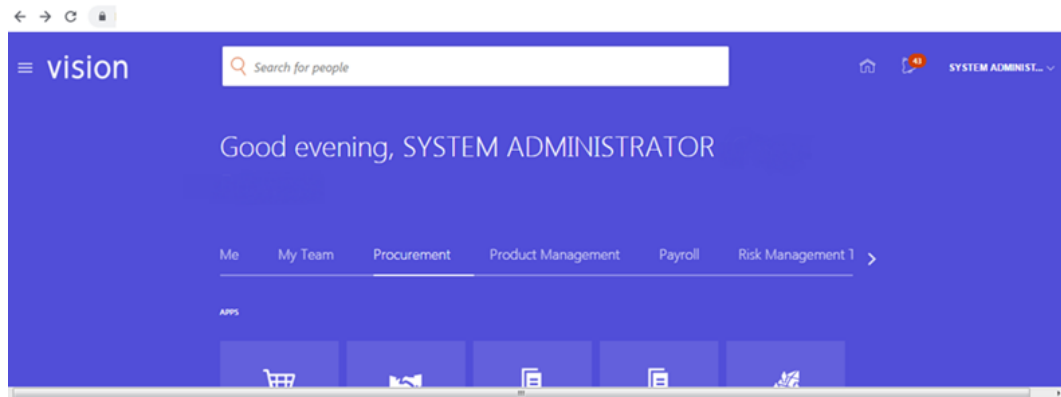 vision
Search for people
43
SYSTEM ADMINIST...
Good evening, SYSTEM ADMINISTRATOR
Me My Team Procurement Product Management Payroll Risk Management T
APPS